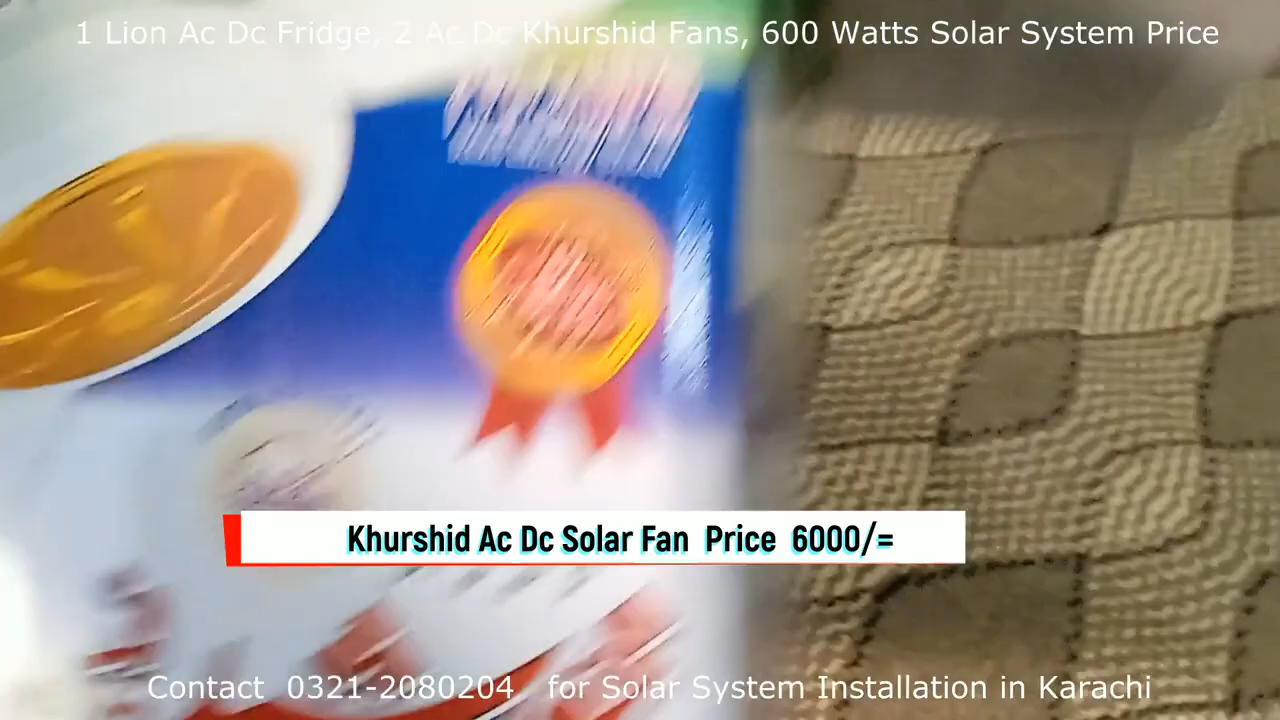 1 Lion Ac Dc Fridge, 2 Ac Dc Khurshid Fans, 600 Watts Solar System Price
Khurshid Ac Dc Solar Fan Price 6000/=
Contact 0321-2080204 for Solar System Installation in Karachi